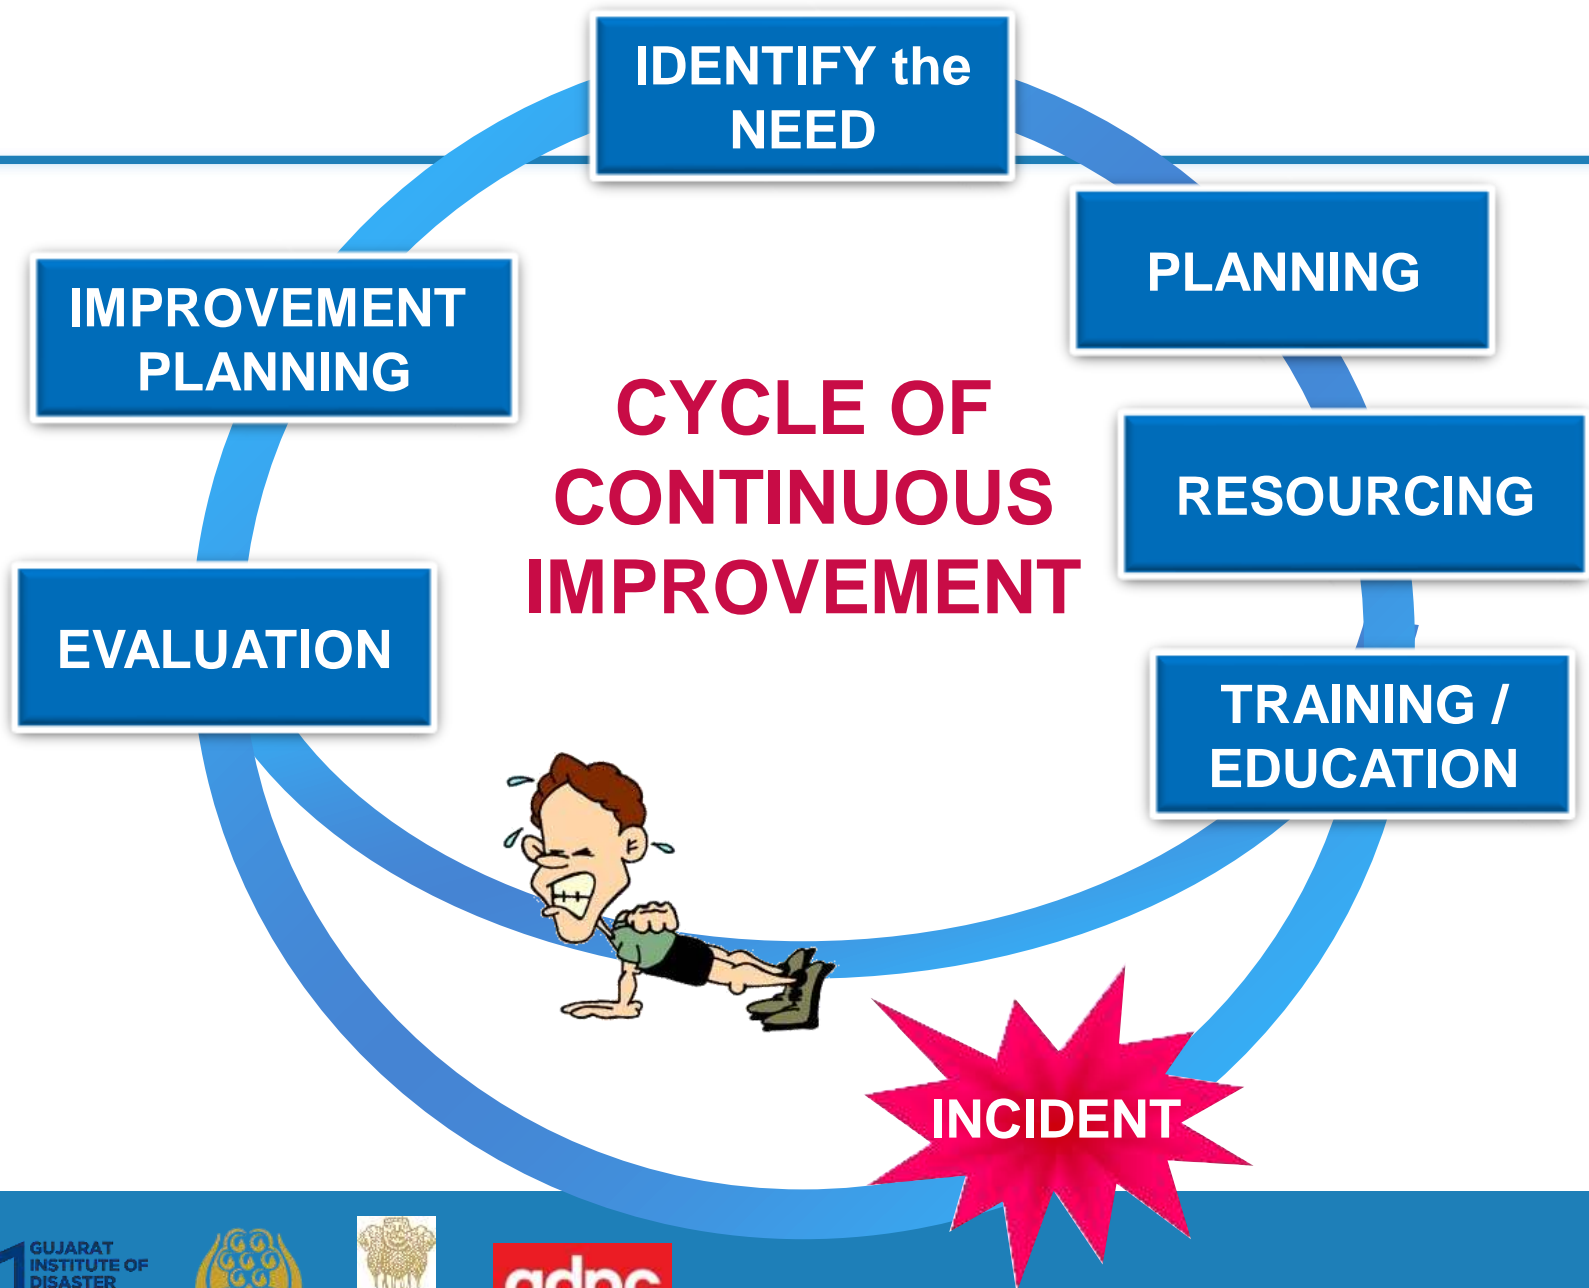 IDENTIFY the
NEED
PLANNING
IMPROVEMENT
PLANNING
CYCLE OF
CONTINUOUS
IMPROVEMENT
RESOURCING
EVALUATION
TRAINING /
EDUCATION
INCIDENT
GUJARAT
INSTITUTE OF
DISASTER
adpc